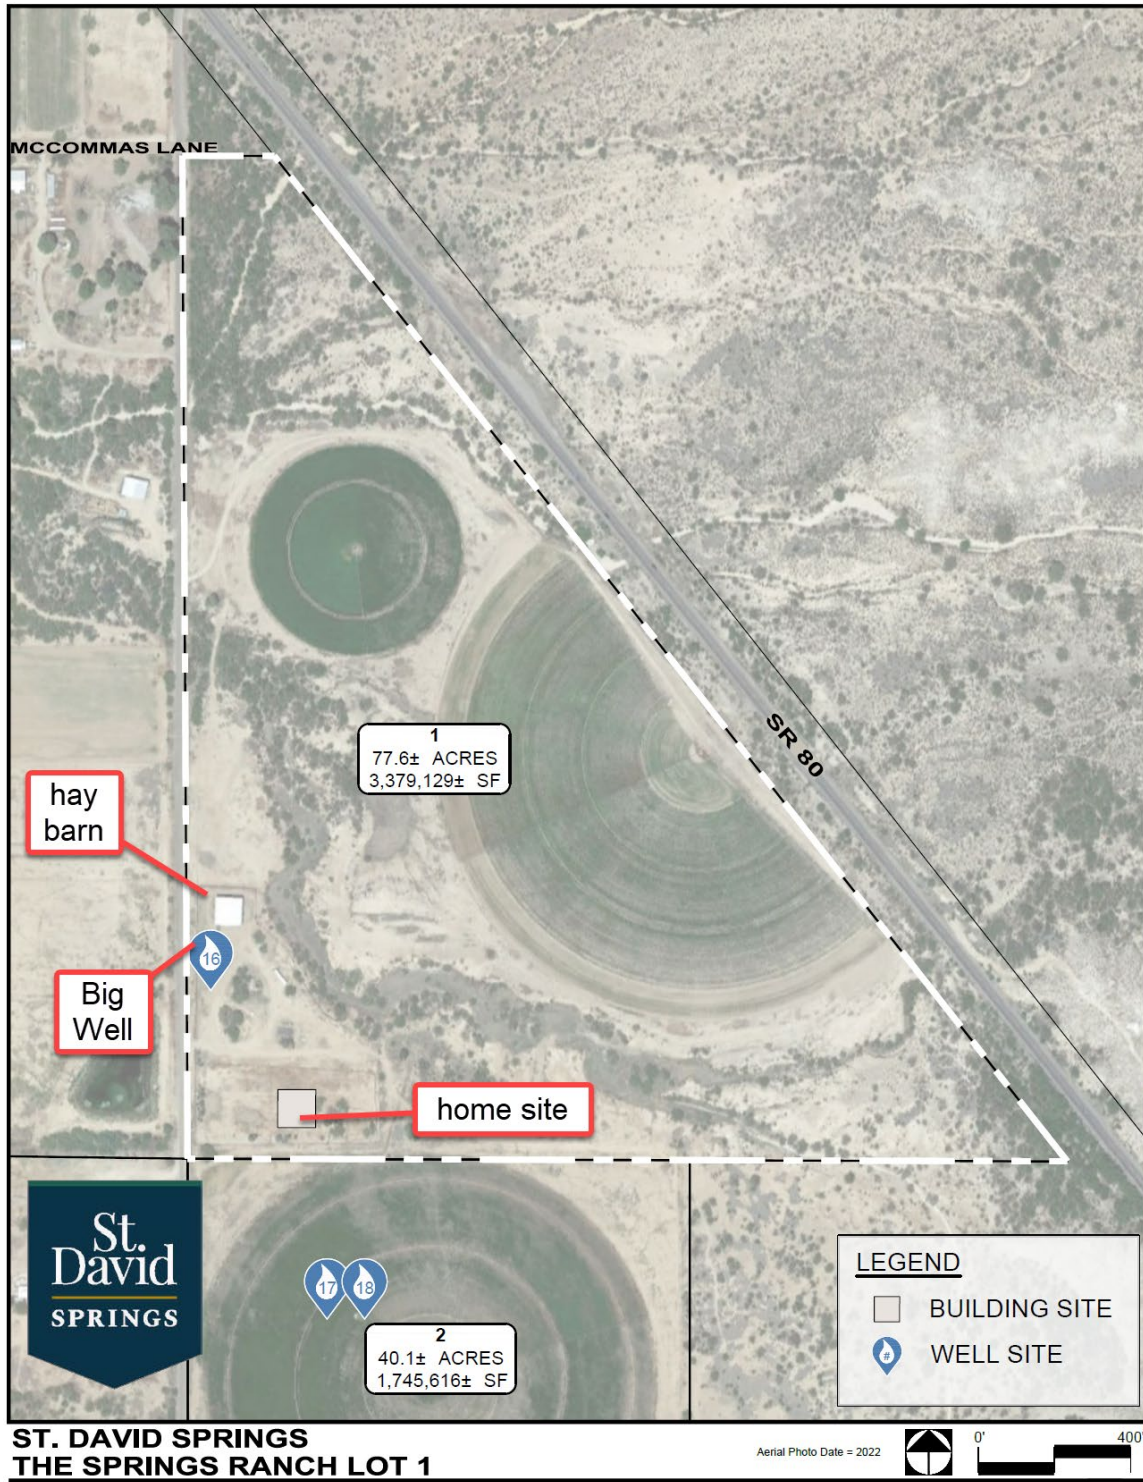 MCCOMMAS LANE
SR 80
1
77.6± ACRES
3,379,129± SF
hay
barn
16
Big
Well
home site
St.
David
SPRINGS
17
18
2
40.1± ACRES
1,745,616± SF
LEGEND
BUILDING SITE
#
WELL SITE
ST. DAVID SPRINGS
THE SPRINGS RANCH LOT 1
Aerial Photo Date = 2022
0'
400'